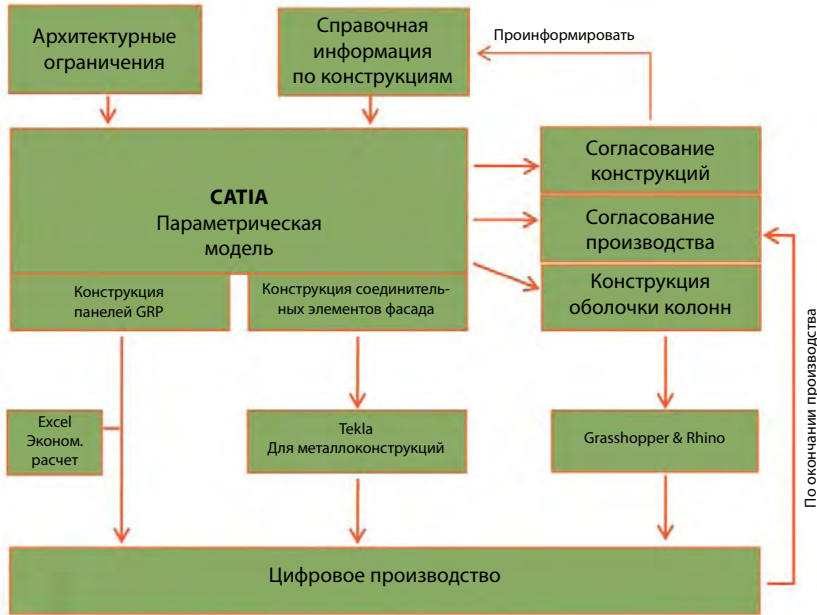 Архитектурные
ограничения
Справочная
информация
по конструкциям
Проинформировать
CATIA
Параметрическая
модель
Согласование
конструкций
Согласование
производства
Конструкция
оболочки колонн
Конструкция
панелей GRP
Конструкция соединитель-
ных элементов фасада
Excel
Эконом.
расчет
Tekla
Для металлоконструкций
Grasshopper & Rhino
По окончании производства
Цифровое производство